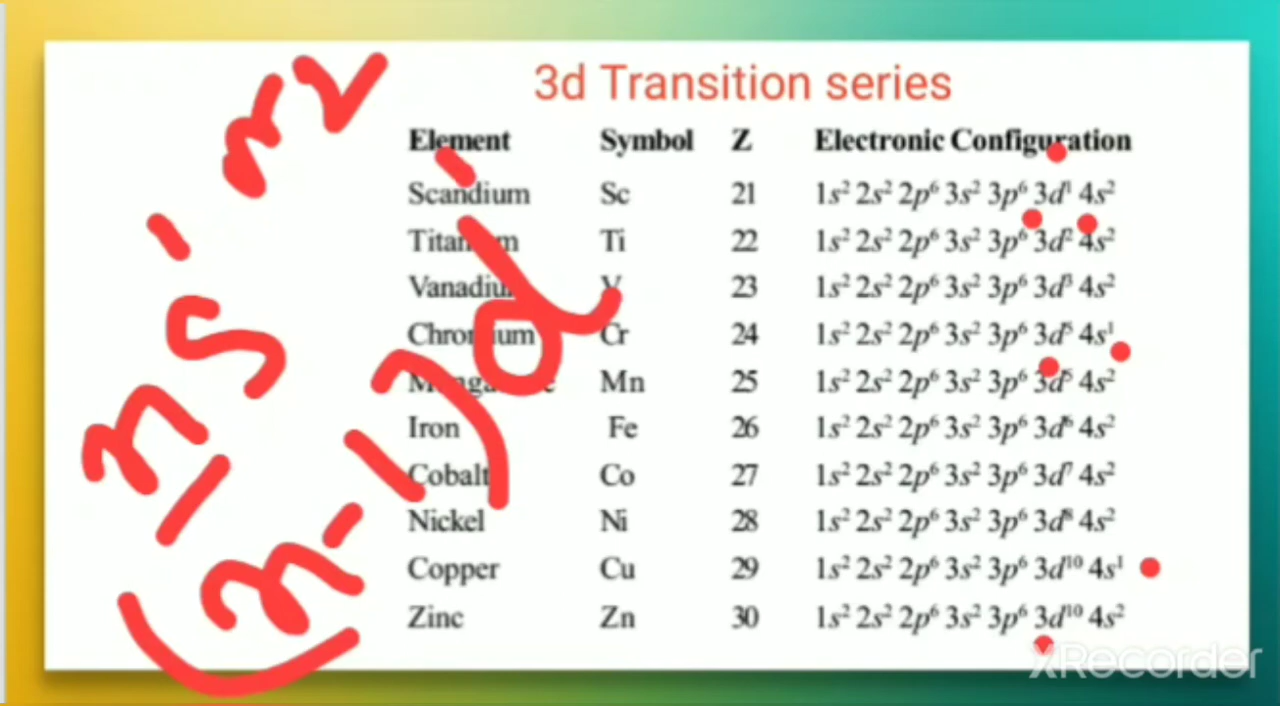 3d Transition series
Element Symbol Z Electronic Configuration
Scandium Sc 21 1s² 2s² 2p⁶ 3s² 3p⁶ 3d¹ 4s²
Titanium Ti 22 1s² 2s² 2p⁶ 3s² 3p⁶ 3d² 4s²
Vanadium V 23 1s² 2s² 2p⁶ 3s² 3p⁶ 3d³ 4s²
Chromium Cr 24 1s² 2s² 2p⁶ 3s² 3p⁶ 3d⁵ 4s¹
Manganese Mn 25 1s² 2s² 2p⁶ 3s² 3p⁶ 3d⁵ 4s²
Iron Fe 26 1s² 2s² 2p⁶ 3s² 3p⁶ 3d⁶ 4s²
Cobalt Co 27 1s² 2s² 2p⁶ 3s² 3p⁶ 3d⁷ 4s²
Nickel Ni 28 1s² 2s² 2p⁶ 3s² 3p⁶ 3d⁸ 4s²
Copper Cu 29 1s² 2s² 2p⁶ 3s² 3p⁶ 3d¹⁰ 4s¹
Zinc Zn 30 1s² 2s² 2p⁶ 3s² 3p⁶ 3d¹⁰ 4s²
ns
(n-1)d
XRecorder